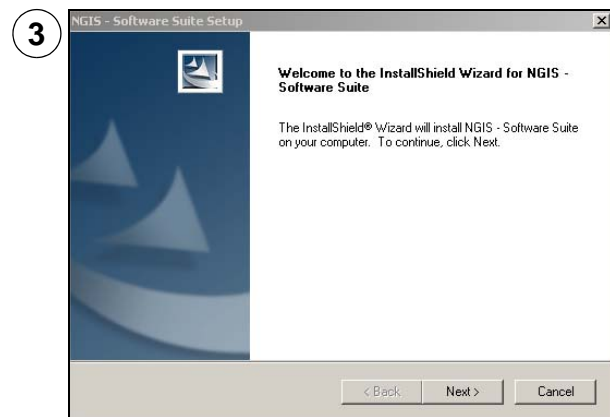 3
NGIS - Software Suite Setup
Welcome to the InstallShield Wizard for NGIS -
Software Suite
The InstallShield® Wizard will install NGIS - Software Suite
on your computer. To continue, click Next.
< Back Next > Cancel